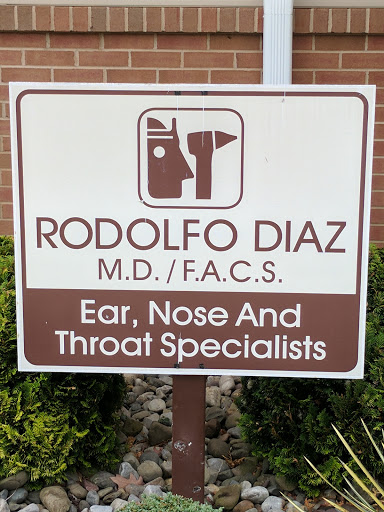 RODOLFO DIAZ
M.D. / F.A.C.S.
Ear, Nose And
Throat Specialists